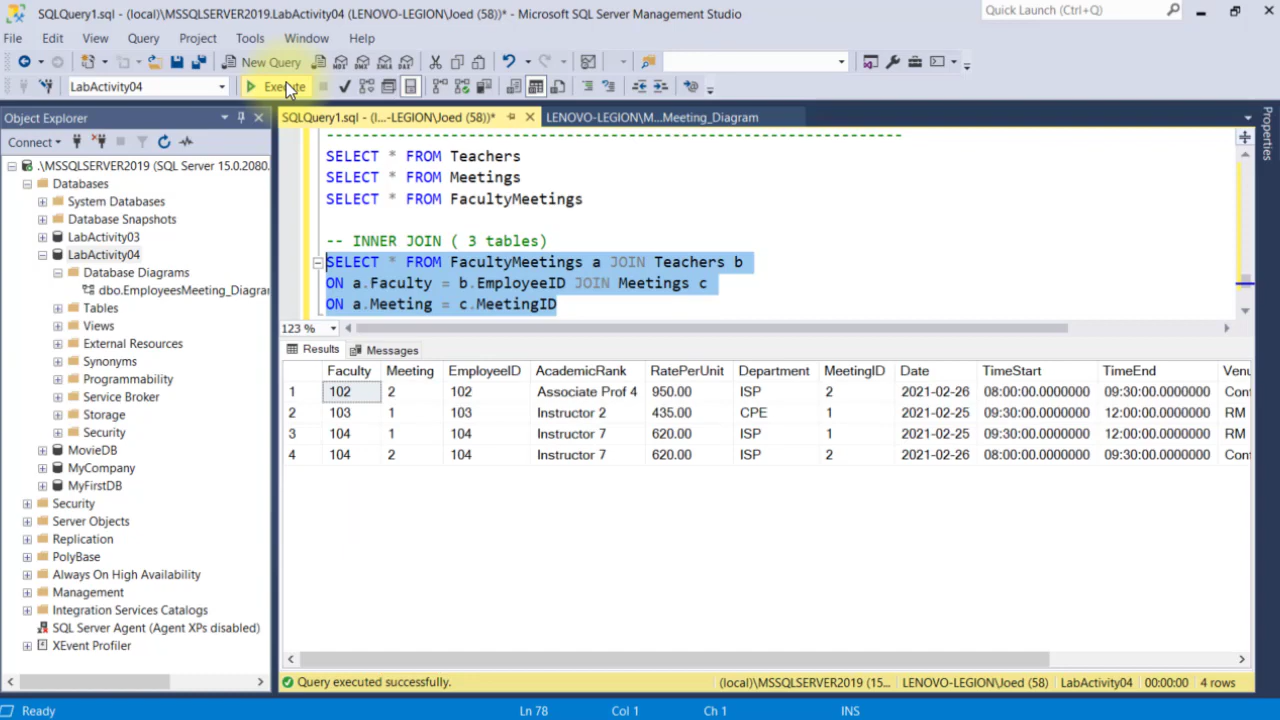 SQLQuery1.sql - (local)\MSSQLSERVER2019.LabActivity04 (LENOVO-LEGION\Joed (58))* - Microsoft SQL Server Management Studio
Quick Launch (Ctrl+Q)
File Edit View Query Project Tools Window Help
New Query
LabActivity04 Execute
Object Explorer
SQLQuery1.sql - (l...-LEGION\Joed (58))* LENOVO-LEGION\M...Meeting_Diagram
Properties
Connect
.\MSSQLSERVER2019 (SQL Server 15.0.2080.
Databases
System Databases
Database Snapshots
LabActivity03
LabActivity04
Database Diagrams
dbo.EmployeesMeeting_Diagra
Tables
Views
External Resources
Synonyms
Programmability
Service Broker
Storage
Security
MovieDB
MyCompany
MyFirstDB
Security
Server Objects
Replication
PolyBase
Always On High Availability
Management
Integration Services Catalogs
SQL Server Agent (Agent XPs disabled)
XEvent Profiler
SELECT * FROM Teachers
SELECT * FROM Meetings
SELECT * FROM FacultyMeetings
-- INNER JOIN ( 3 tables)
SELECT * FROM FacultyMeetings a JOIN Teachers b
ON a.Faculty = b.EmployeeID JOIN Meetings c
ON a.Meeting = c.MeetingID
123 %
Results Messages
Faculty Meeting EmployeeID AcademicRank RatePerUnit Department MeetingID Date TimeStart TimeEnd Venu
1 102 2 102 Associate Prof 4 950.00 ISP 2 2021-02-26 08:00:00.0000000 09:30:00.0000000 Con
2 103 1 103 Instructor 2 435.00 CPE 1 2021-02-25 09:30:00.0000000 12:00:00.0000000 RM
3 104 1 104 Instructor 7 620.00 ISP 1 2021-02-25 09:30:00.0000000 12:00:00.0000000 RM
4 104 2 104 Instructor 7 620.00 ISP 2 2021-02-26 08:00:00.0000000 09:30:00.0000000 Con
Query executed successfully. (local)\MSSQLSERVER2019 (15... LENOVO-LEGION\Joed (58) LabActivity04 00:00:00 4 rows
Ready Ln 78 Col 1 Ch 1 INS